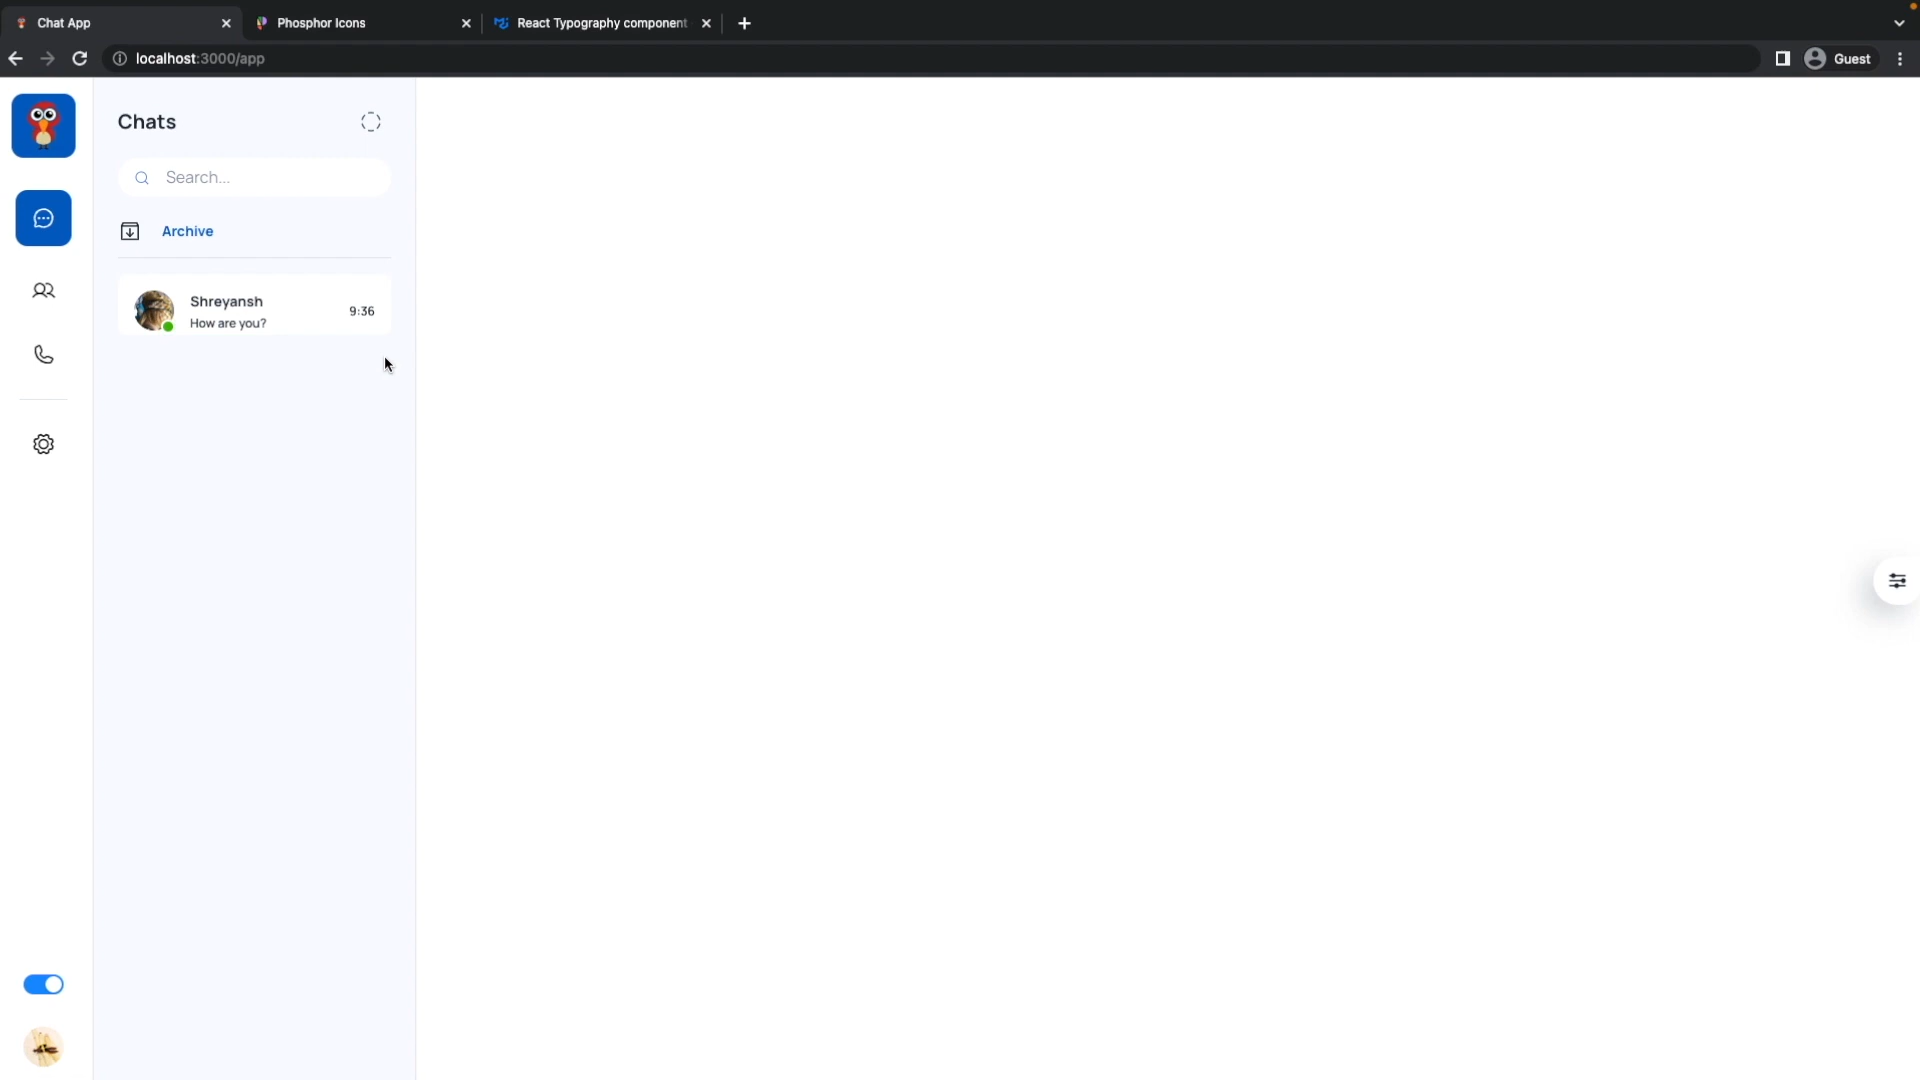 Chat App
Phosphor Icons
React Typography component
localhost:3000/app
Guest
Chats
Search...
Archive
Shreyansh
9:36
How are you?